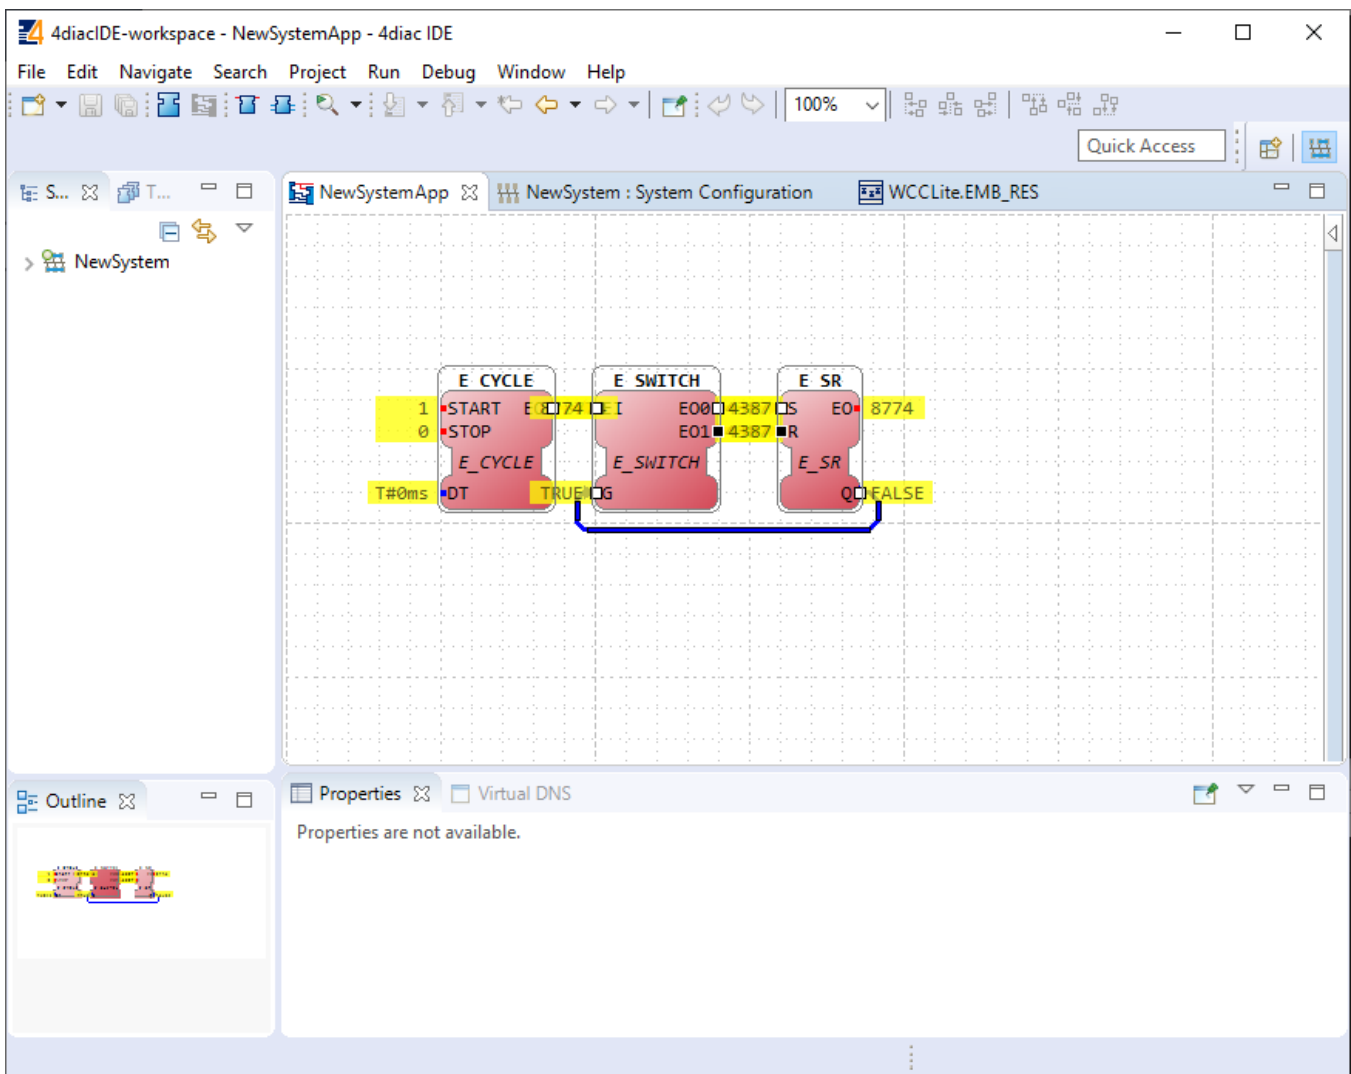 4diacIDE-workspace - NewSystemApp - 4diac IDE
File Edit Navigate Search Project Run Debug Window Help
100%
Quick Access
S... T...
NewSystemApp NewSystem : System Configuration WCCLite.EMB_RES
NewSystem
E_CYCLE E_SWITCH E_SR
1 START 8774 EI EO0 4387 S EO 8774
0 STOP EO1 4387 R
E_CYCLE E_SWITCH E_SR
T#0ms DT TRUE G Q FALSE
Outline
Properties Virtual DNS
Properties are not available.